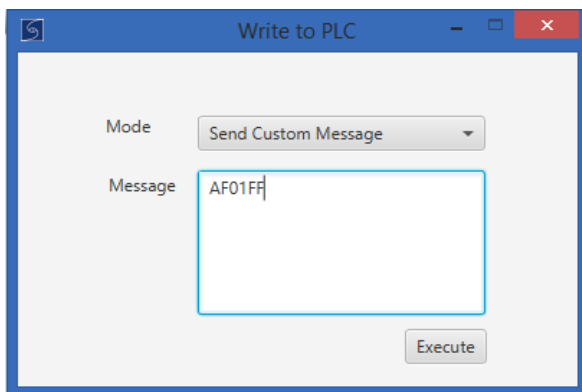 Write to PLC
Mode
Send Custom Message
Message
AF01FF
Execute